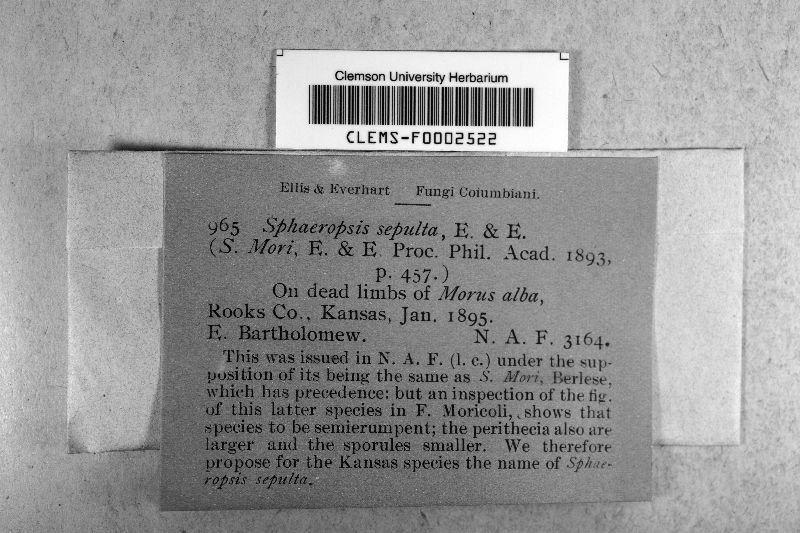 Clemson University Herbarium
CLEMS-F0002522
Ellis & Everhart Fungi Columbiani.
965 Sphaeropsis sepulta, E. & E.
(S. Mori, E. & E. Proc. Phil. Acad. 1893,
p. 457.)
On dead limbs of Morus alba,
Rooks Co., Kansas, Jan. 1895.
E. Bartholomew. N. A. F. 3164.
This was issued in N. A. F. (l. c.) under the sup-
position of its being the same as S. Mori, Berlese,
which has precedence: but an inspection of the fig.
of this latter species in F. Moricoli, shows that
species to be semierumpent; the perithecia also are
larger and the sporules smaller. We therefore
propose for the Kansas species the name of Sphae-
ropsis sepulta.